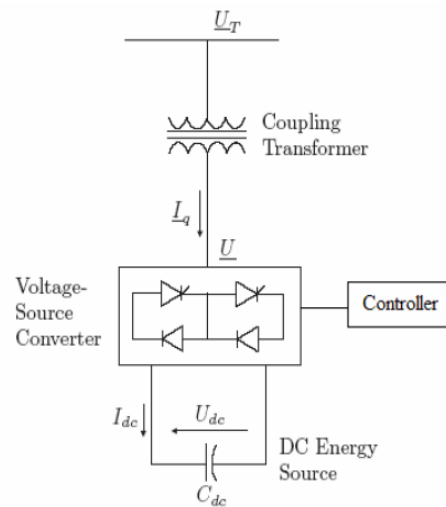 U_T
Coupling
Transformer
I_q
U
Voltage-
Source
Converter
Controller
I_dc
U_dc
DC Energy
Source
C_dc